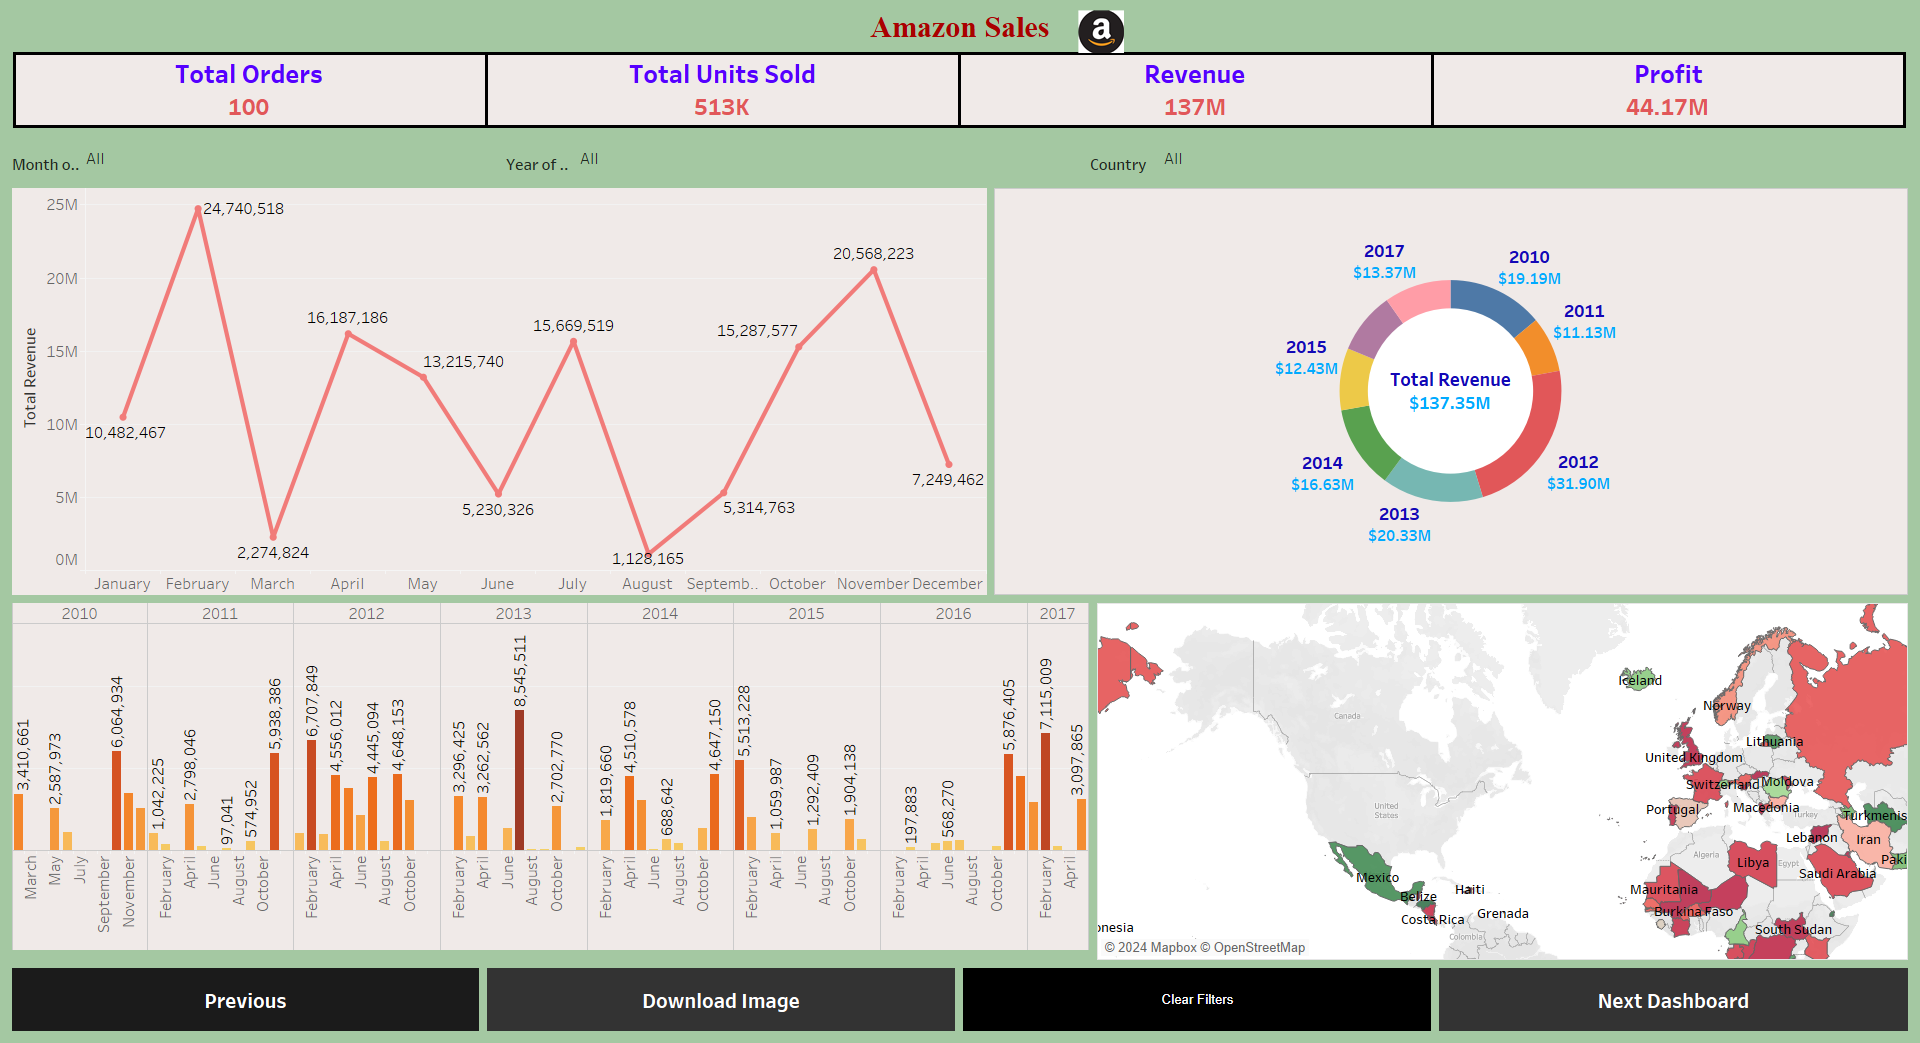 Amazon Sales
a
Total Orders
100
Total Units Sold
513K
Revenue
137M
Profit
44.17M
Month o.. All
Year of .. All
Country All
Total Revenue
25M
20M
15M
10M
5M
0M
10,482,467
24,740,518
2,274,824
16,187,186
13,215,740
5,230,326
15,669,519
1,128,165
5,314,763
15,287,577
20,568,223
7,249,462
January February March April May June July August Septemb.. October November December
2017
$13.37M
2010
$19.19M
2011
$11.13M
2015
$12.43M
Total Revenue
$137.35M
2014
$16.63M
2012
$31.90M
2013
$20.33M
2010 2011 2012 2013 2014 2015 2016 2017
3,410,661
2,587,973
6,064,934
1,042,225
2,798,046
97,041
574,952
5,938,386
6,707,849
4,556,012
4,445,094
4,648,153
3,296,425
3,262,562
8,545,511
2,702,770
1,819,660
4,510,578
688,642
4,647,150
5,513,228
1,059,987
1,292,409
1,904,138
197,883
568,270
5,876,405
7,115,009
3,097,865
March May July September November
February April June August October
February April June August October
February April June August October
February April June August October
February April June August October
February April June August October
February April
Iceland
Norway
Canada
Lithuania
United Kingdom
Switzerland
Moldova
United
States
Portugal
Macedonia
Turkey
Turkmenis
Lebanon
Iran
Algeria
Libya
Egypt
Paki
Saudi Arabia
Mexico
Haiti
Mauritania
Belize
Burkina Faso
Costa Rica
Grenada
onesia
Colombia
South Sudan
© 2024 Mapbox © OpenStreetMap
Previous
Download Image
Clear Filters
Next Dashboard